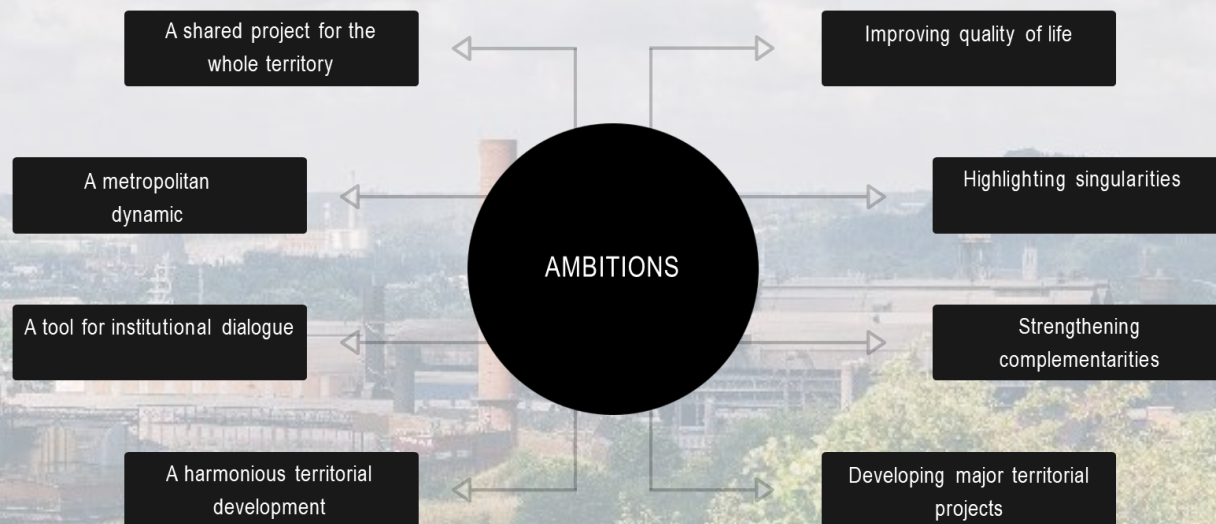 A shared project for the
whole territory
Improving quality of life
A metropolitan
dynamic
Highlighting singularities
AMBITIONS
A tool for institutional dialogue
Strengthening
complementarities
A harmonious territorial
development
Developing major territorial
projects